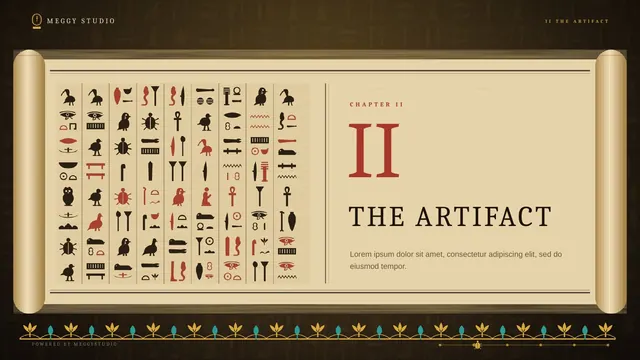 MEGGY STUDIO
II THE ARTIFACT
CHAPTER II
II
THE ARTIFACT
Lorem ipsum dolor sit amet, consectetur adipiscing elit, sed do
eiusmod tempor.
POWERED BY MEGGYSTUDIO